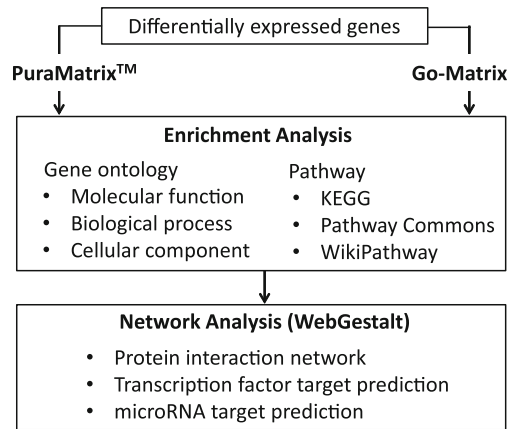 Differentially expressed genes
PuraMatrix™
Go-Matrix
Enrichment Analysis
Gene ontology
• Molecular function
• Biological process
• Cellular component
Pathway
• KEGG
• Pathway Commons
• WikiPathway
Network Analysis (WebGestalt)
• Protein interaction network
• Transcription factor target prediction
• microRNA target prediction